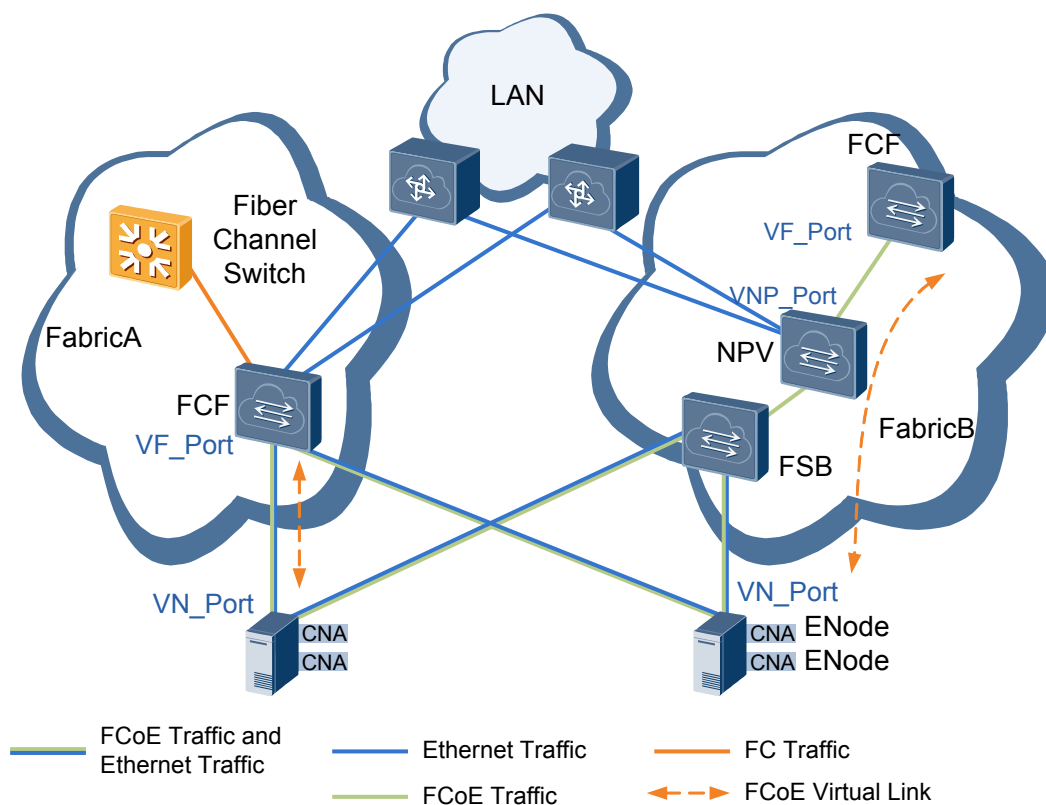 LAN
FCF
Fiber
Channel
Switch
VF_Port
VNP_Port
FabricA
NPV
FCF
VF_Port
FabricB
FSB
VN_Port
VN_Port
CNA
CNA
CNA
ENode
CNA
ENode
FCoE Traffic and
Ethernet Traffic
Ethernet Traffic
FC Traffic
FCoE Traffic
FCoE Virtual Link